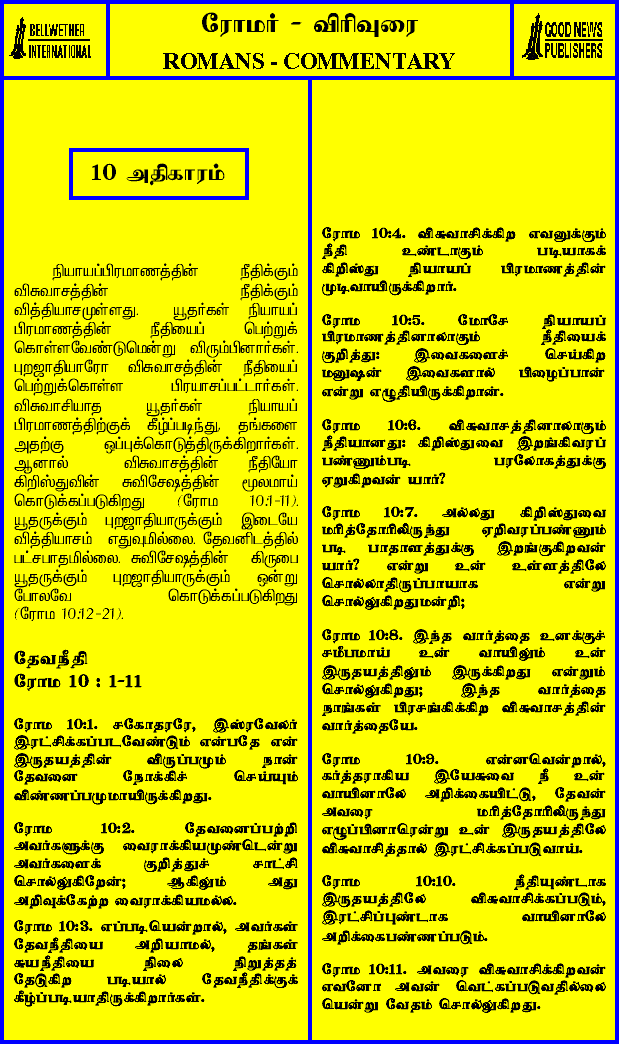 BELLWETHER
INTERNATIONAL
ரோமர் - விரிவுரை
ROMANS - COMMENTARY
GOOD NEWS
PUBLISHERS
10 அதிகாரம்
நியாயப்பிரமாணத்தின் நீதிக்கும்
விசுவாசத்தின் நீதிக்கும்
வித்தியாசமுள்ளது. யூதர்கள் நியாயப்
பிரமாணத்தின் நீதியைப் பெற்றுக்
கொள்ளவேண்டுமென்று விரும்பினார்கள்.
புறஜாதியாரோ விசுவாசத்தின் நீதியைப்
பெற்றுக்கொள்ள பிரயாசப்பட்டார்கள்.
விசுவாசியாத யூதர்கள் நியாயப்
பிரமாணத்திற்குக் கீழ்ப்படிந்து, தங்களை
அதற்கு ஒப்புக்கொடுத்திருக்கிறார்கள்.
ஆனால் விசுவாசத்தின் நீதியோ
கிறிஸ்துவின் சுவிசேஷத்தின் மூலமாய்
கொடுக்கப்படுகிறது (ரோம 10:1-11).
யூதருக்கும் புறஜாதியாருக்கும் இடையே
வித்தியாசம் எதுவுமில்லை. தேவனிடத்தில்
பட்சபாதமில்லை. சுவிசேஷத்தின் கிருபை
யூதருக்கும் புறஜாதியாருக்கும் ஒன்று
போலவே கொடுக்கப்படுகிறது
(ரோம 10:12-21).
தேவநீதி
ரோம 10 : 1-11
ரோம 10:1. சகோதரரே, இஸ்ரவேலர்
இரட்சிக்கப்படவேண்டும் என்பதே என்
இருதயத்தின் விருப்பமும் நான்
தேவனை நோக்கிச் செய்யும்
விண்ணப்பமுமாயிருக்கிறது.
ரோம 10:2. தேவனைப்பற்றி
அவர்களுக்கு வைராக்கியமுண்டென்று
அவர்களைக் குறித்துச் சாட்சி
சொல்லுகிறேன்; ஆகிலும் அது
அறிவுக்கேற்ற வைராக்கியமல்ல.
ரோம 10:3. எப்படியென்றால், அவர்கள்
தேவநீதியை அறியாமல், தங்கள்
சுயநீதியை நிலை நிறுத்தத்
தேடுகிற படியால் தேவநீதிக்குக்
கீழ்ப்படியாதிருக்கிறார்கள்.
ரோம 10:4. விசுவாசிக்கிற எவனுக்கும்
நீதி உண்டாகும் படியாகக்
கிறிஸ்து நியாயப் பிரமாணத்தின்
முடிவாயிருக்கிறார்.
ரோம 10:5. மோசே நியாயப்
பிரமாணத்தினாலாகும் நீதியைக்
குறித்து: இவைகளைச் செய்கிற
மனுஷன் இவைகளால் பிழைப்பான்
என்று எழுதியிருக்கிறான்.
ரோம 10:6. விசுவாசத்தினாலாகும்
நீதியானது: கிறிஸ்துவை இறங்கிவரப்
பண்ணும்படி பரலோகத்துக்கு
ஏறுகிறவன் யார்?
ரோம 10:7. அல்லது கிறிஸ்துவை
மரித்தோரிலிருந்து ஏறிவரப்பண்ணும்
படி பாதாளத்துக்கு இறங்குகிறவன்
யார்? என்று உன் உள்ளத்திலே
சொல்லாதிருப்பாயாக என்று
சொல்லுகிறதுமன்றி;
ரோம 10:8. இந்த வார்த்தை உனக்குச்
சமீபமாய் உன் வாயிலும் உன்
இருதயத்திலும் இருக்கிறது என்றும்
சொல்லுகிறது; இந்த வார்த்தை
நாங்கள் பிரசங்கிக்கிற விசுவாசத்தின்
வார்த்தையே.
ரோம 10:9. என்னவென்றால்,
கர்த்தராகிய இயேசுவை நீ உன்
வாயினாலே அறிக்கையிட்டு, தேவன்
அவரை மரித்தோரிலிருந்து
எழுப்பினாரென்று உன் இருதயத்திலே
விசுவாசித்தால் இரட்சிக்கப்படுவாய்.
ரோம 10:10. நீதியுண்டாக
இருதயத்திலே விசுவாசிக்கப்படும்,
இரட்சிப்புண்டாக வாயினாலே
அறிக்கைபண்ணப்படும்.
ரோம 10:11. அவரை விசுவாசிக்கிறவன்
எவனோ அவன் வெட்கப்படுவதில்லை
யென்று வேதம் சொல்லுகிறது.